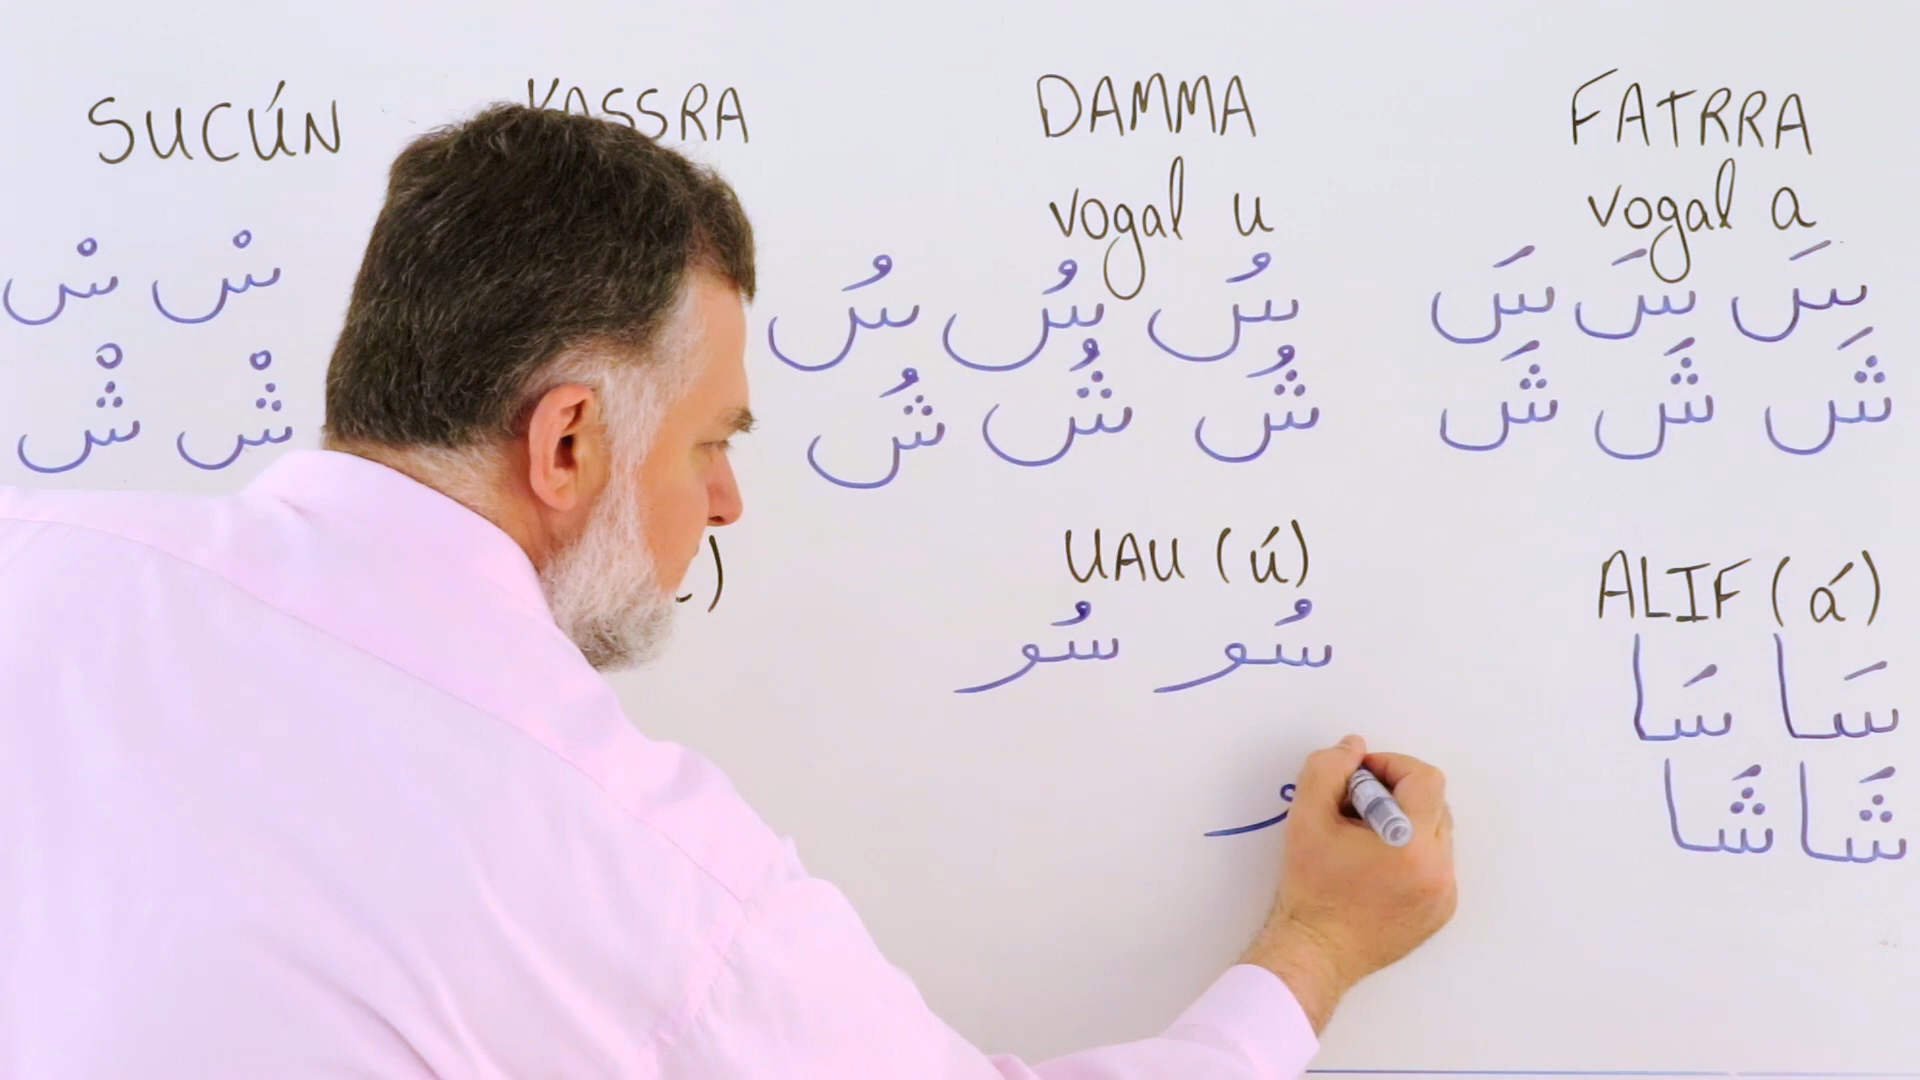 SUCÚN KASSRA DAMMA FATRRA
vogal u vogal a
سْ سْ سُ سُ سُ سَ سَ سَ
شْ شْ شُ شُ شُ شَ شَ شَ
UAU (ú) ALIF (á)
سُو سُو سَا سَا
شَا شَا